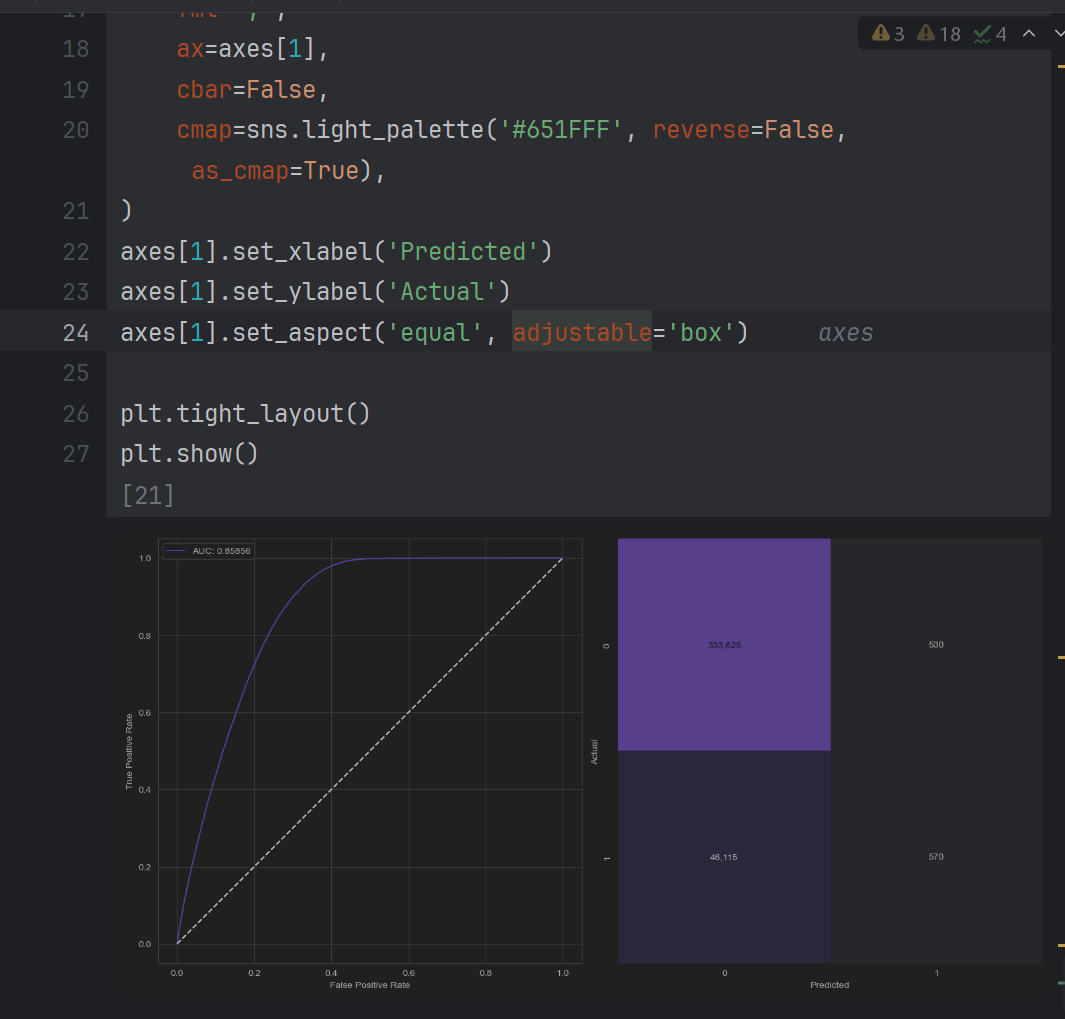 3 18 4
18 ax=axes[1],
19 cbar=False,
20 cmap=sns.light_palette('#651FFF', reverse=False,
as_cmap=True),
21 )
22 axes[1].set_xlabel('Predicted')
23 axes[1].set_ylabel('Actual')
24 axes[1].set_aspect('equal', adjustable='box') axes
25
26 plt.tight_layout()
27 plt.show()
[21]
AUC: 0.85856
1.0
0.8
0.6
0.4
0.2
0.0
True Positive Rate
0.0 0.2 0.4 0.6 0.8 1.0
False Positive Rate
333,625 530
46,115 570
0
1
Actual
0 1
Predicted